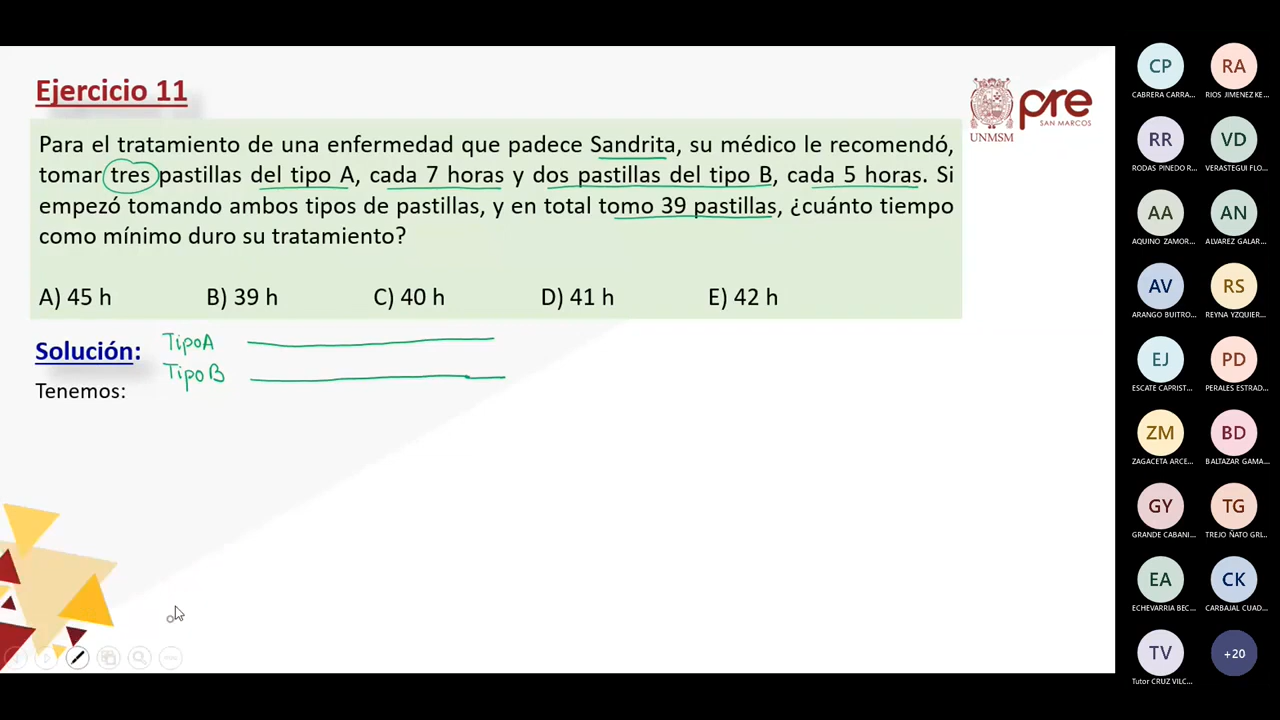 Ejercicio 11
Para el tratamiento de una enfermedad que padece Sandrita, su médico le recomendó,
tomar tres pastillas del tipo A, cada 7 horas y dos pastillas del tipo B, cada 5 horas. Si
empezó tomando ambos tipos de pastillas, y en total tomo 39 pastillas, ¿cuánto tiempo
como mínimo duro su tratamiento?
A) 45 h B) 39 h C) 40 h D) 41 h E) 42 h
Solución:
Tenemos:
Tipo A
Tipo B
UNMSM
pre
SAN MARCOS
CP RA
CABRERA CARRA... RIOS JIMENEZ KE...
RR VD
RODAS PINEDO R... VERASTEGUI FLO...
AA AN
AQUINO ZAMOR... ALVAREZ GALAR...
AV RS
ARANGO BUITRO... REYNA YZQUIER...
EJ PD
ESCATE CAPRIST... PERALES ESTRAD...
ZM BD
ZAGACETA ARCE... BALTAZAR GAMA...
GY TG
GRANDE CABANI... TREJO ÑATO GRL...
EA CK
ECHEVARRIA BEC... CARBAJAL CUAD...
TV +20
Tutor CRUZ VILC...